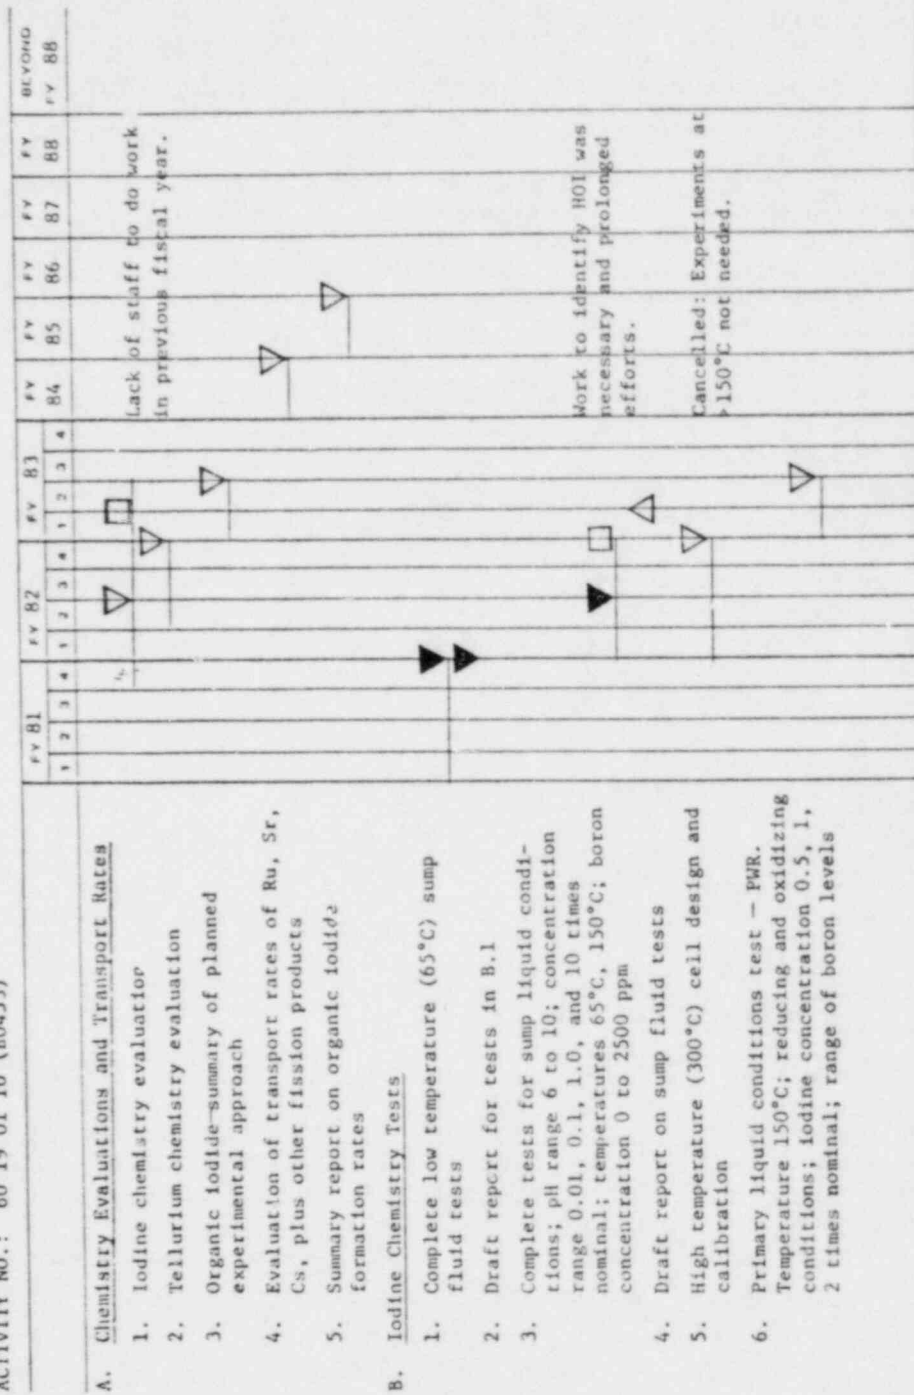 ACTIVITY NO.:
BEYOND
FY 81 FY 82 FY 83 FY 84 FY 85 FY 86 FY 87 FY 88 FY 88
1 2 3 4 1 2 3 4 1 2 3 4
A. Chemistry Evaluations and Transport Rates
1. Iodine chemistry evaluation
Lack of staff to do work
in previous fiscal year.
2. Tellurium chemistry evaluation
3. Organic iodide-summary of planned
experimental approach
4. Evaluation of transport rates of Ru, Sr,
Cs, plus other fission products
5. Summary report on organic iodide
formation rates
B. Iodine Chemistry Tests
1. Complete low temperature (65°C) sump
fluid tests
2. Draft report for tests in B.1
3. Complete tests for sump liquid condi-
tions; pH range 6 to 10; concentration
range 0.01, 0.1, 1.0, and 10 times
nominal; temperatures 65°C, 150°C; boron
concentration 0 to 2500 ppm
Work to identify HOI was
necessary and prolonged
efforts.
4. Draft report on sump fluid tests
5. High temperature (300°C) cell design and
calibration
Cancelled: Experiments at
>150°C not needed.
6. Primary liquid conditions test — PWR.
Temperature 150°C; reducing and oxidizing
conditions; iodine concentration 0.5, 1,
2 times nominal; range of boron levels